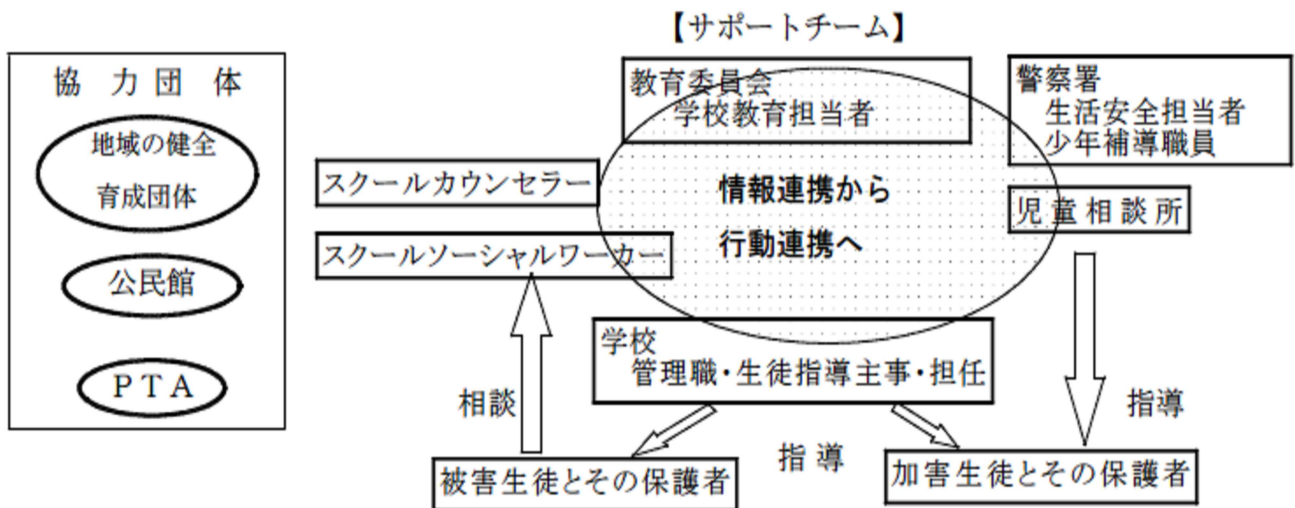 【サポートチーム】
協力団体
地域の健全
育成団体
公民館
PTA
教育委員会
学校教育担当者
警察署
生活安全担当者
少年補導職員
スクールカウンセラー
情報連携から
行動連携へ
児童相談所
スクールソーシャルワーカー
学校
管理職・生徒指導主事・担任
相談
指導
指導
被害生徒とその保護者
加害生徒とその保護者